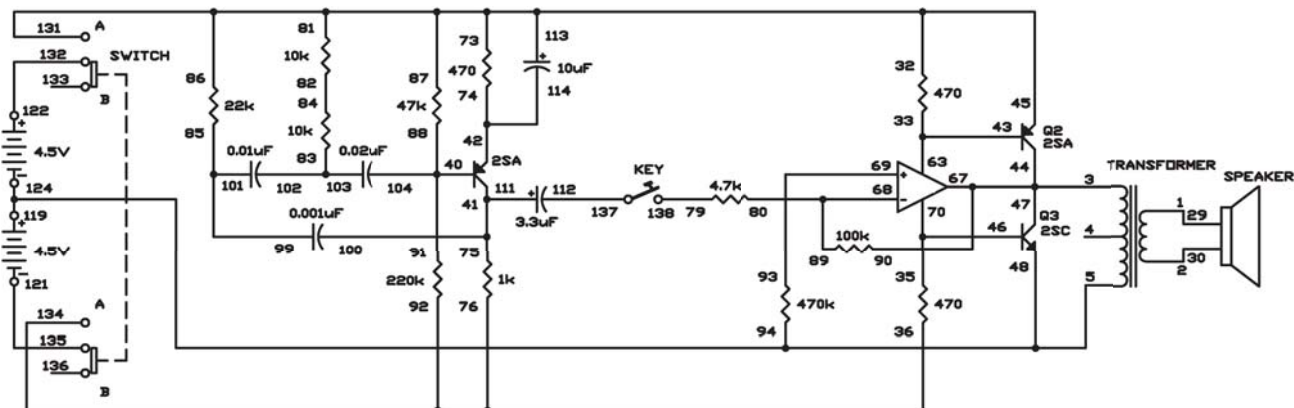 131
A
132
SWITCH
133
B
122
+
4.5V
-
124
119
+
4.5V
-
121
134
A
135
136
B
86
22k
85
81
10k
82
84
10k
83
0.01uF
101
102
0.02uF
103
104
0.001uF
99
100
87
47k
88
73
470
74
113
+
10uF
114
42
2SA
40
111
41
+
112
3.3uF
91
220k
92
75
1k
76
KEY
137
138
79
4.7k
80
69
+
68
-
63
67
70
32
470
33
45
43
Q2
2SA
44
47
46
Q3
2SC
48
100k
89
90
93
470k
94
35
470
36
TRANSFORMER
SPEAKER
3
4
5
1
29
30
2